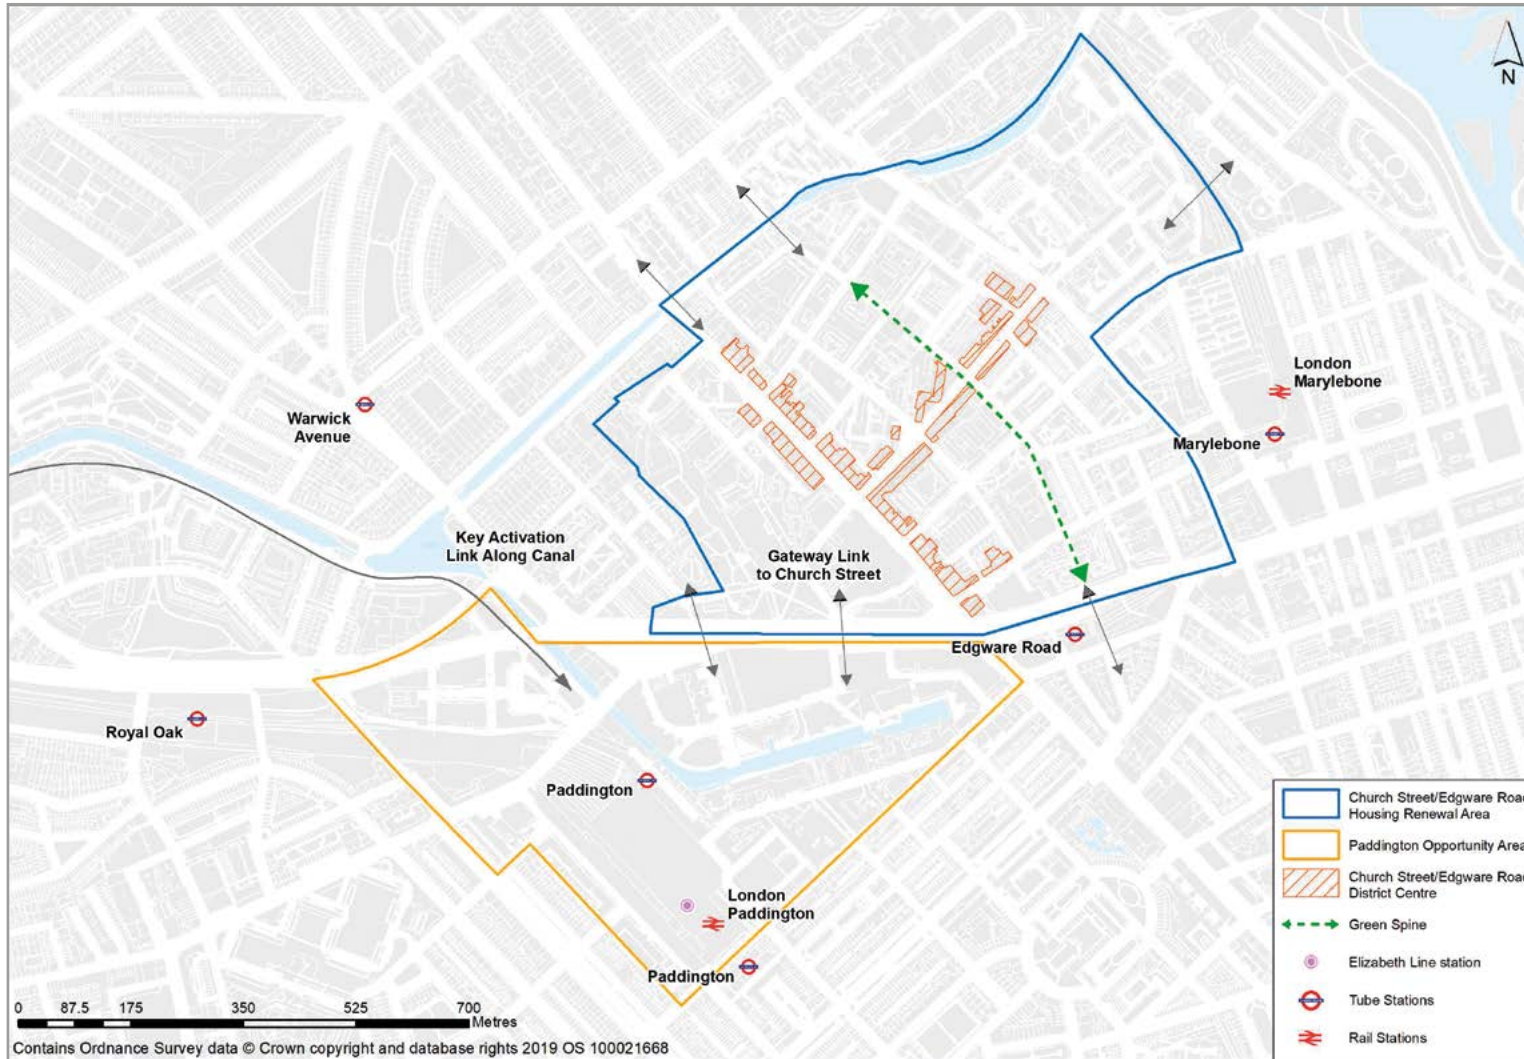 N
London
Marylebone
Warwick
Avenue
Marylebone
Key Activation
Link Along Canal
Gateway Link
to Church Street
Edgware Road
Royal Oak
Paddington
London
Paddington
Paddington
Church Street/Edgware Road
Housing Renewal Area
Paddington Opportunity Area
Church Street/Edgware Road
District Centre
Green Spine
Elizabeth Line station
Tube Stations
Rail Stations
0 87.5 175 350 525 700
Metres
Contains Ordnance Survey data © Crown copyright and database rights 2019 OS 100021668